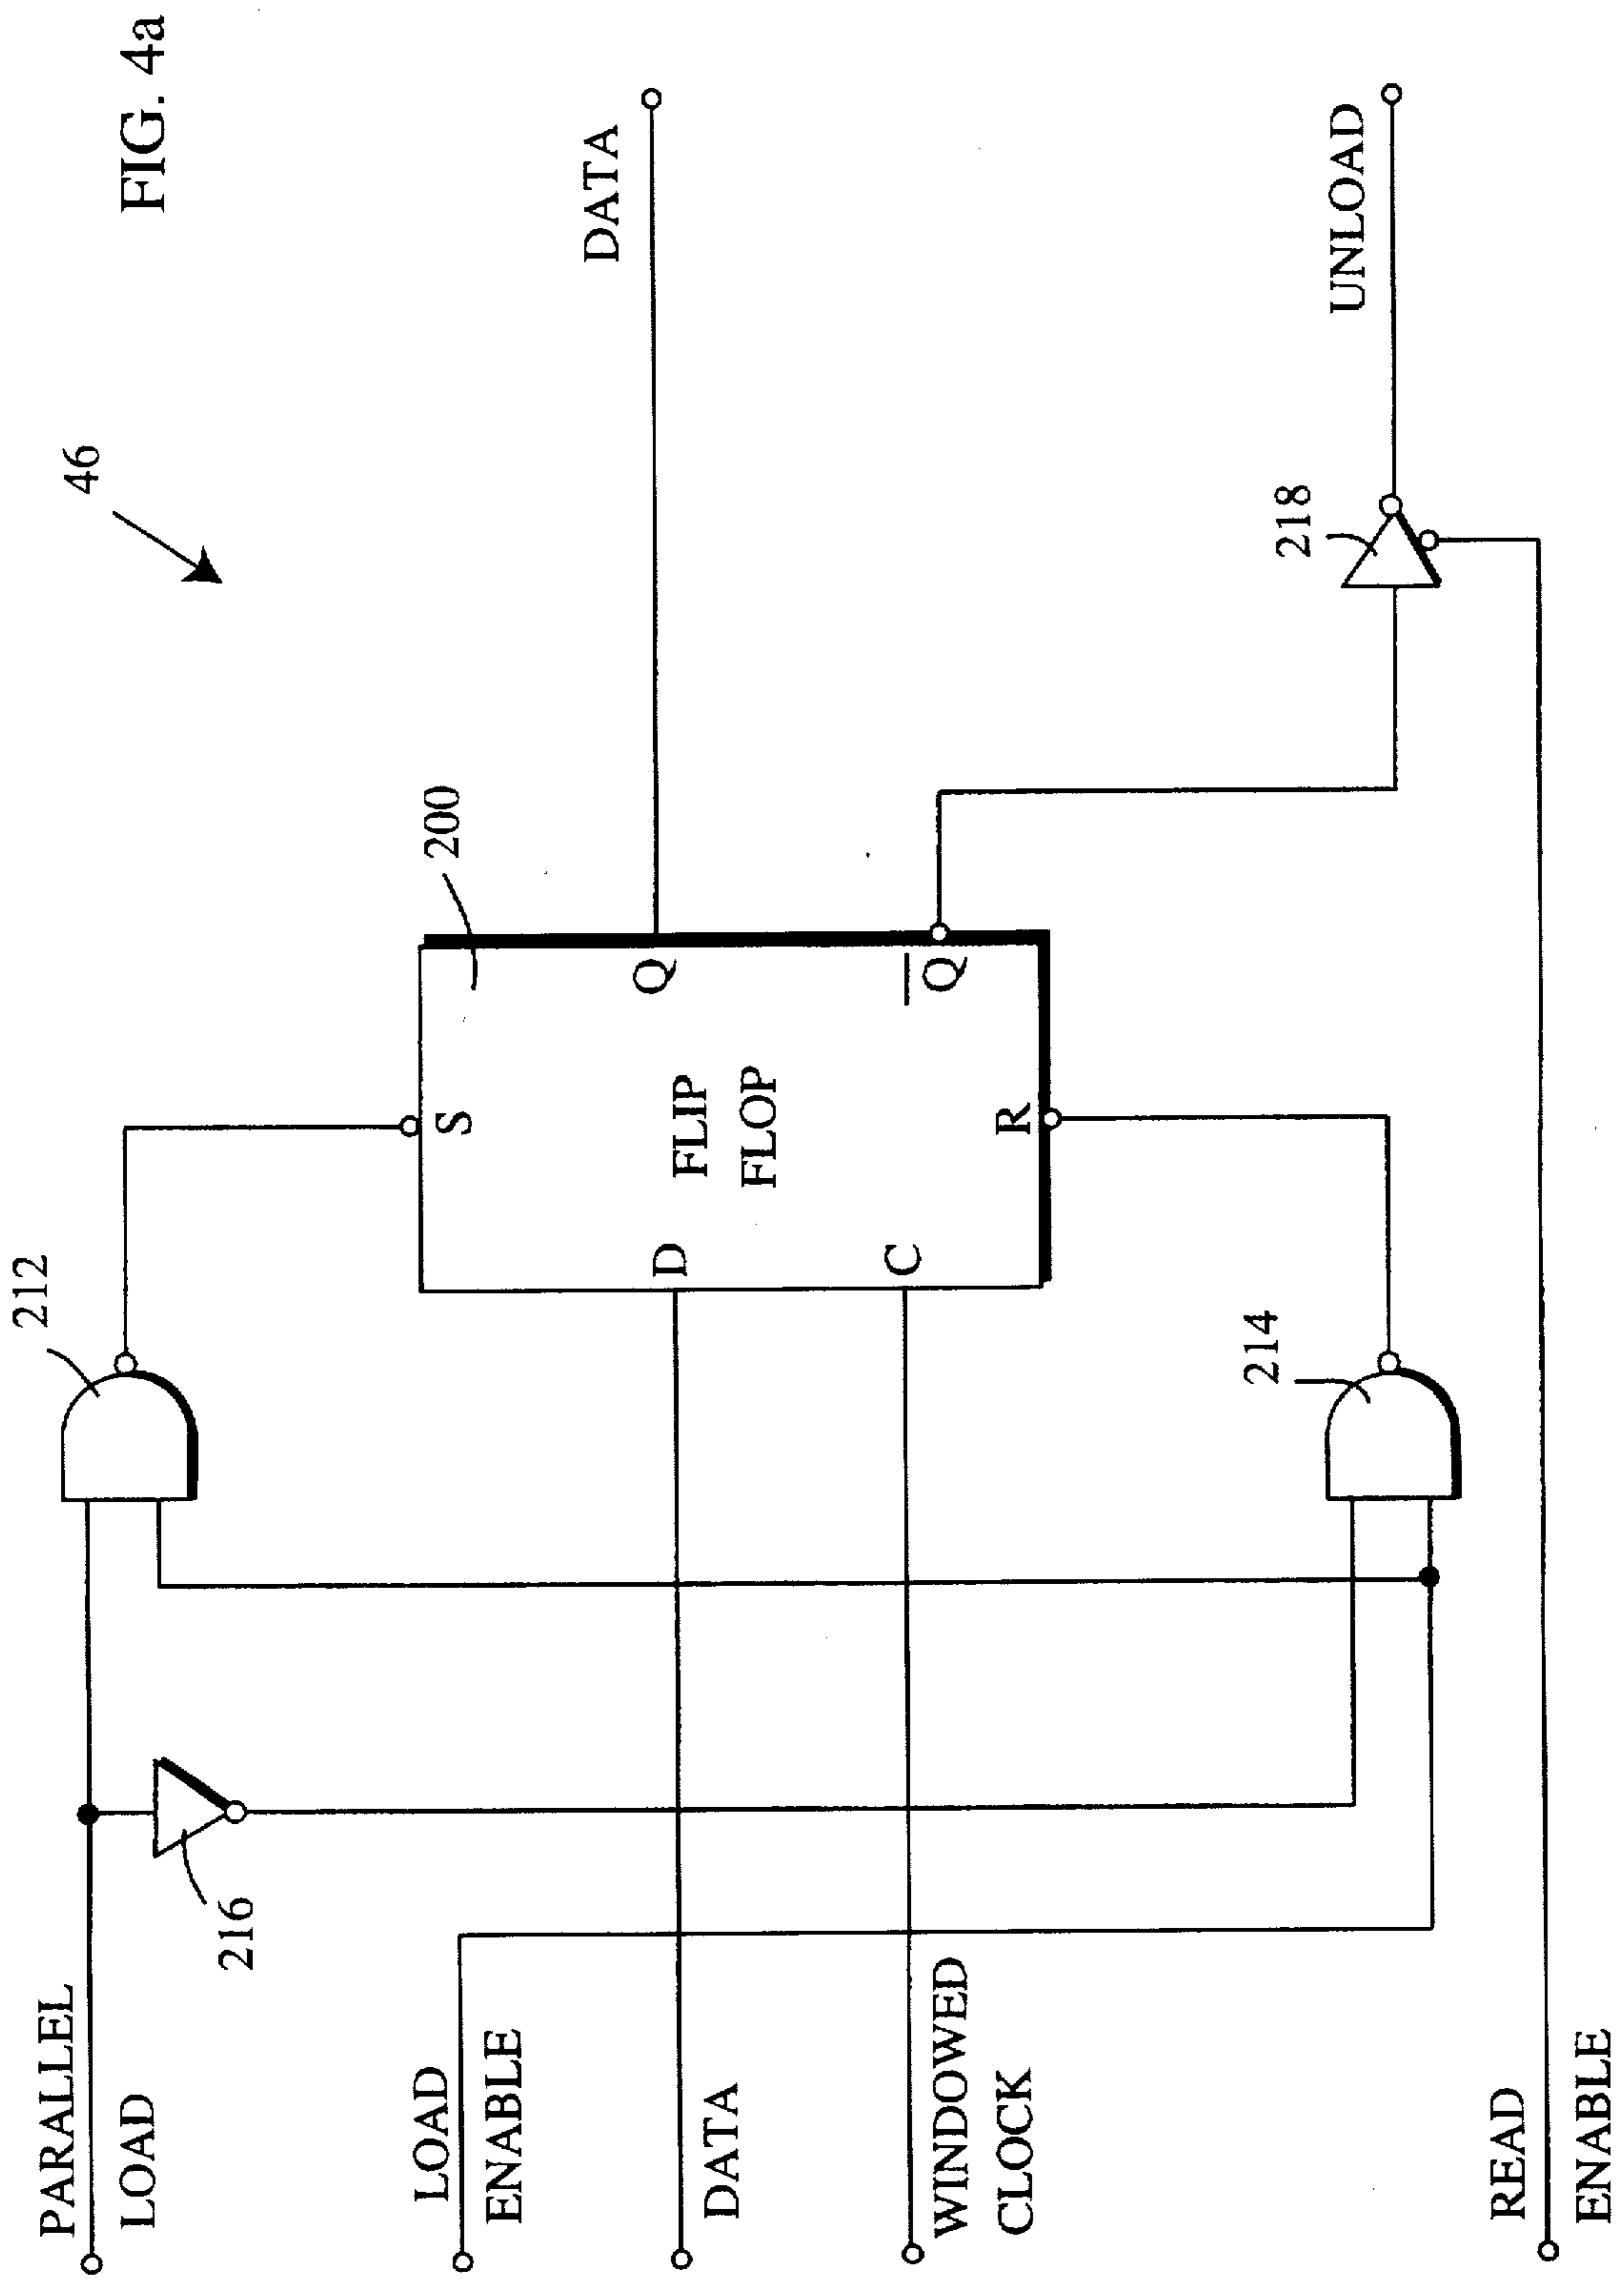 FIG. 4a
46
PARALLEL
LOAD
216
212
LOAD
ENABLE
200
S
DATA
D
FLIP
FLOP
Q
DATA
WINDOWED
CLOCK
C
R
Q
214
218
UNLOAD
READ
ENABLE